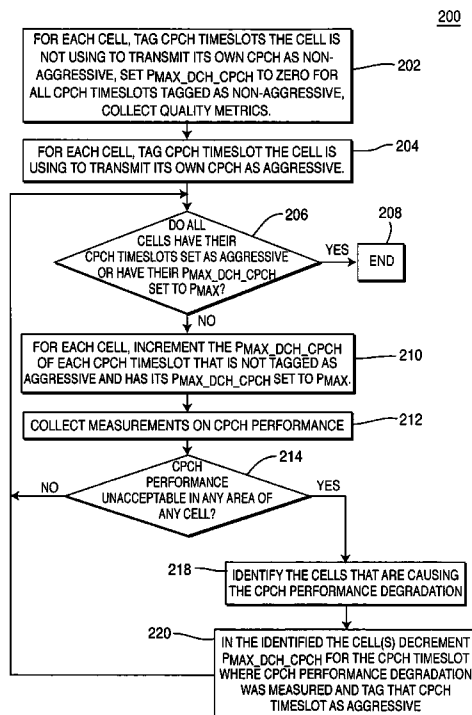 200
FOR EACH CELL, TAG CPCH TIMESLOTS THE CELL IS
NOT USING TO TRANSMIT ITS OWN CPCH AS NON-
AGGRESSIVE, SET PMAX_DCH_CPCH TO ZERO FOR
ALL CPCH TIMESLOTS TAGGED AS NON-AGGRESSIVE,
COLLECT QUALITY METRICS.
202
FOR EACH CELL, TAG CPCH TIMESLOT THE CELL IS
USING TO TRANSMIT ITS OWN CPCH AS AGGRESSIVE.
204
206
DO ALL
CELLS HAVE THEIR
CPCH TIMESLOTS SET AS AGGRESSIVE
OR HAVE THEIR PMAX_DCH_CPCH
SET TO PMAX?
YES
208
END
NO
FOR EACH CELL, INCREMENT THE PMAX_DCH_CPCH
OF EACH CPCH TIMESLOT THAT IS NOT TAGGED AS
AGGRESSIVE AND HAS ITS PMAX_DCH_CPCH SET TO PMAX.
210
COLLECT MEASUREMENTS ON CPCH PERFORMANCE
212
214
CPCH
PERFORMANCE
UNACCEPTABLE IN ANY AREA OF
ANY CELL?
NO
YES
218
IDENTIFY THE CELLS THAT ARE CAUSING
THE CPCH PERFORMANCE DEGRADATION
220
IN THE IDENTIFIED THE CELL(S) DECREMENT
PMAX_DCH_CPCH FOR THE CPCH TIMESLOT
WHERE CPCH PERFORMANCE DEGRADATION
WAS MEASURED AND TAG THAT CPCH
TIMESLOT AS AGGRESSIVE